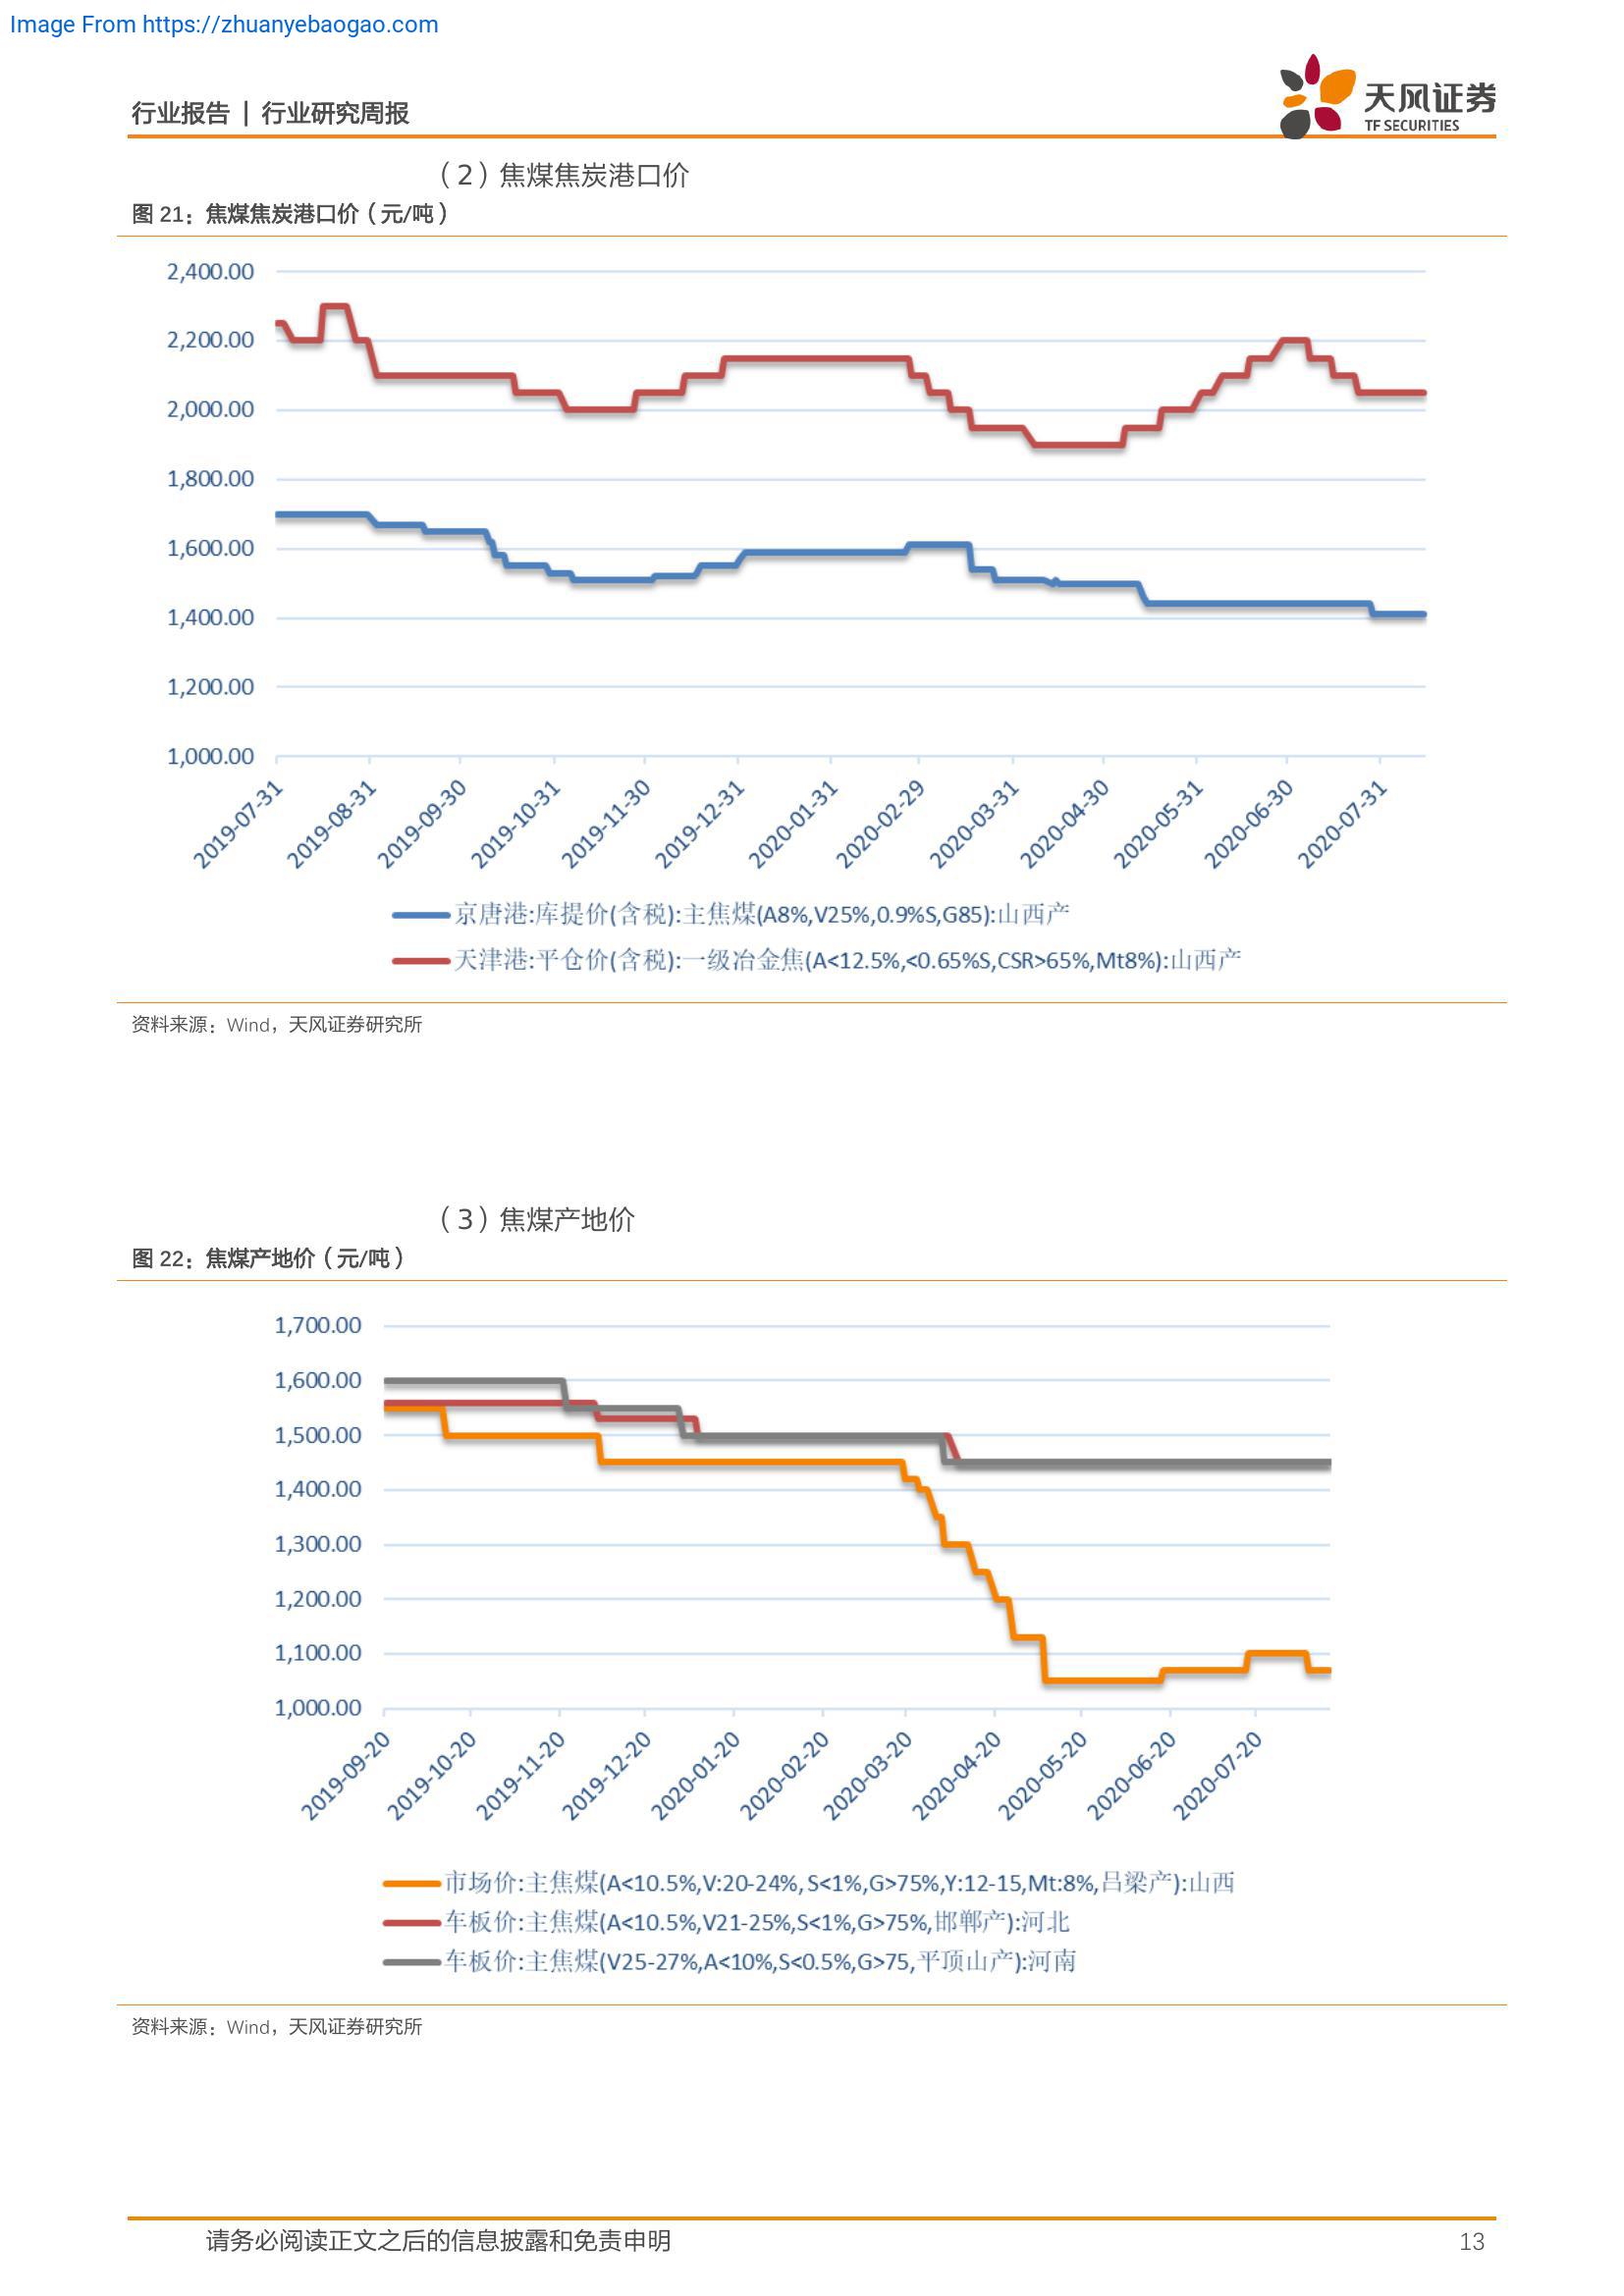 Image From https://zhuanyebaogao.com
行业报告 | 行业研究周报
天风证券
TF SECURITIES
（2）焦煤焦炭港口价
图 21：焦煤焦炭港口价（元/吨）
2,400.00
2,200.00
2,000.00
1,800.00
1,600.00
1,400.00
1,200.00
1,000.00
2019-07-31
2019-08-31
2019-09-30
2019-10-31
2019-11-30
2019-12-31
2020-01-31
2020-02-29
2020-03-31
2020-04-30
2020-05-31
2020-06-30
2020-07-31
京唐港:库提价(含税):主焦煤(A8%,V25%,0.9%S,G85):山西产
天津港:平仓价(含税):一级冶金焦(A<12.5%,<0.65%S,CSR>65%,Mt8%):山西产
资料来源：Wind，天风证券研究所
（3）焦煤产地价
图 22：焦煤产地价（元/吨）
1,700.00
1,600.00
1,500.00
1,400.00
1,300.00
1,200.00
1,100.00
1,000.00
2019-09-20
2019-10-20
2019-11-20
2019-12-20
2020-01-20
2020-02-20
2020-03-20
2020-04-20
2020-05-20
2020-06-20
2020-07-20
市场价:主焦煤(A<10.5%,V:20-24%,S<1%,G>75%,Y:12-15,Mt:8%,吕梁产):山西
车板价:主焦煤(A<10.5%,V21-25%,S<1%,G>75%,邯郸产):河北
车板价:主焦煤(V25-27%,A<10%,S<0.5%,G>75,平顶山产):河南
资料来源：Wind，天风证券研究所
请务必阅读正文之后的信息披露和免责申明
13